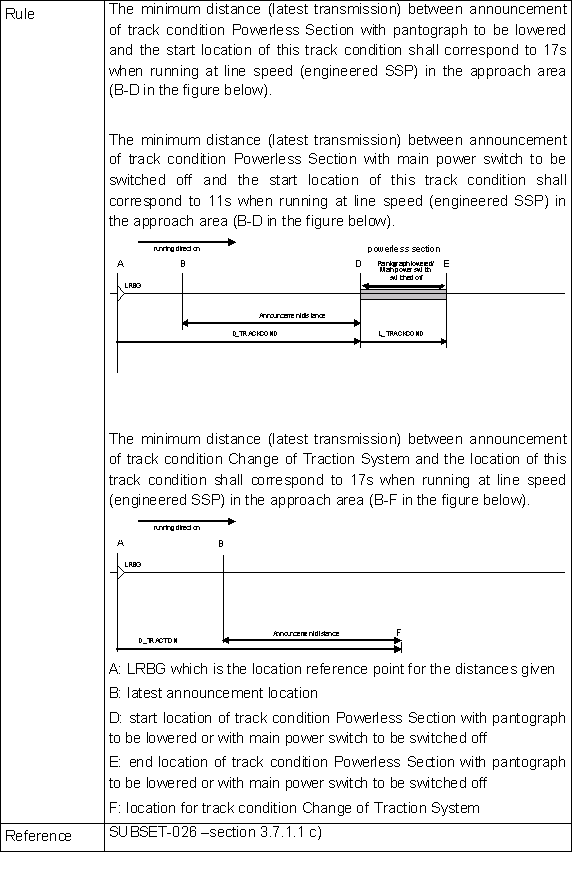 Rule
The minimum distance (latest transmission) between announcement
of track condition Powerless Section with pantograph to be lowered
and the start location of this track condition shall correspond to 17s
when running at line speed (engineered SSP) in the approach area
(B-D in the figure below).
The minimum distance (latest transmission) between announcement
of track condition Powerless Section with main power switch to be
switched off and the start location of this track condition shall
correspond to 11s when running at line speed (engineered SSP) in
the approach area (B-D in the figure below).
running direction
powerless section
A B D Pantograph lowered/ E
Main power switch
switched off
LRBG
Announcement distance
D_TRACKCOND L_TRACKCOND
The minimum distance (latest transmission) between announcement
of track condition Change of Traction System and the location of this
track condition shall correspond to 17s when running at line speed
(engineered SSP) in the approach area (B-F in the figure below).
running direction
A B
LRBG
Announcement distance F
D_TRACTION
A: LRBG which is the location reference point for the distances given
B: latest announcement location
D: start location of track condition Powerless Section with pantograph
to be lowered or with main power switch to be switched off
E: end location of track condition Powerless Section with pantograph
to be lowered or with main power switch to be switched off
F: location for track condition Change of Traction System
Reference
SUBSET-026 –section 3.7.1.1 c)